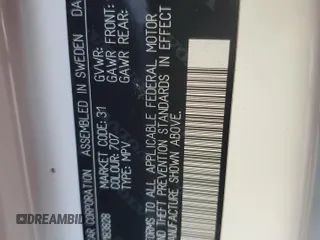 CAR CORPORATION ASSEMBLED IN SWEDEN DA
GVWR:
GAWR FRONT:
GAWR REAR:
MARKET CODE: 31
COLOUR: 707
TYPE: MPV
TO ALL APPLICABLE FEDERAL MOTOR
AND THEFT PREVENTION STANDARDS IN EFFECT
MANUFACTURE SHOWN ABOVE.
DREAMBID